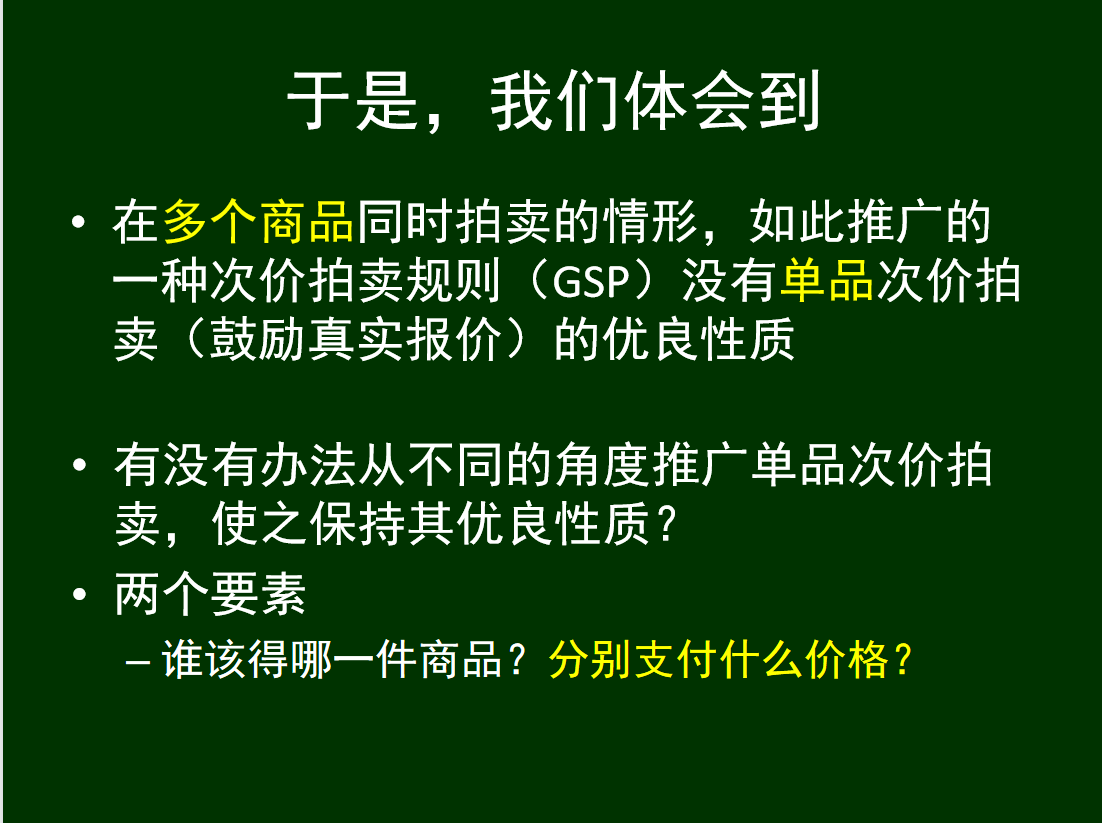 于是，我们体会到
• 在多个商品同时拍卖的情形，如此推广的
一种次价拍卖规则（GSP）没有单品次价拍
卖（鼓励真实报价）的优良性质
• 有没有办法从不同的角度推广单品次价拍
卖，使之保持其优良性质？
• 两个要素
– 谁该得哪一件商品？分别支付什么价格？